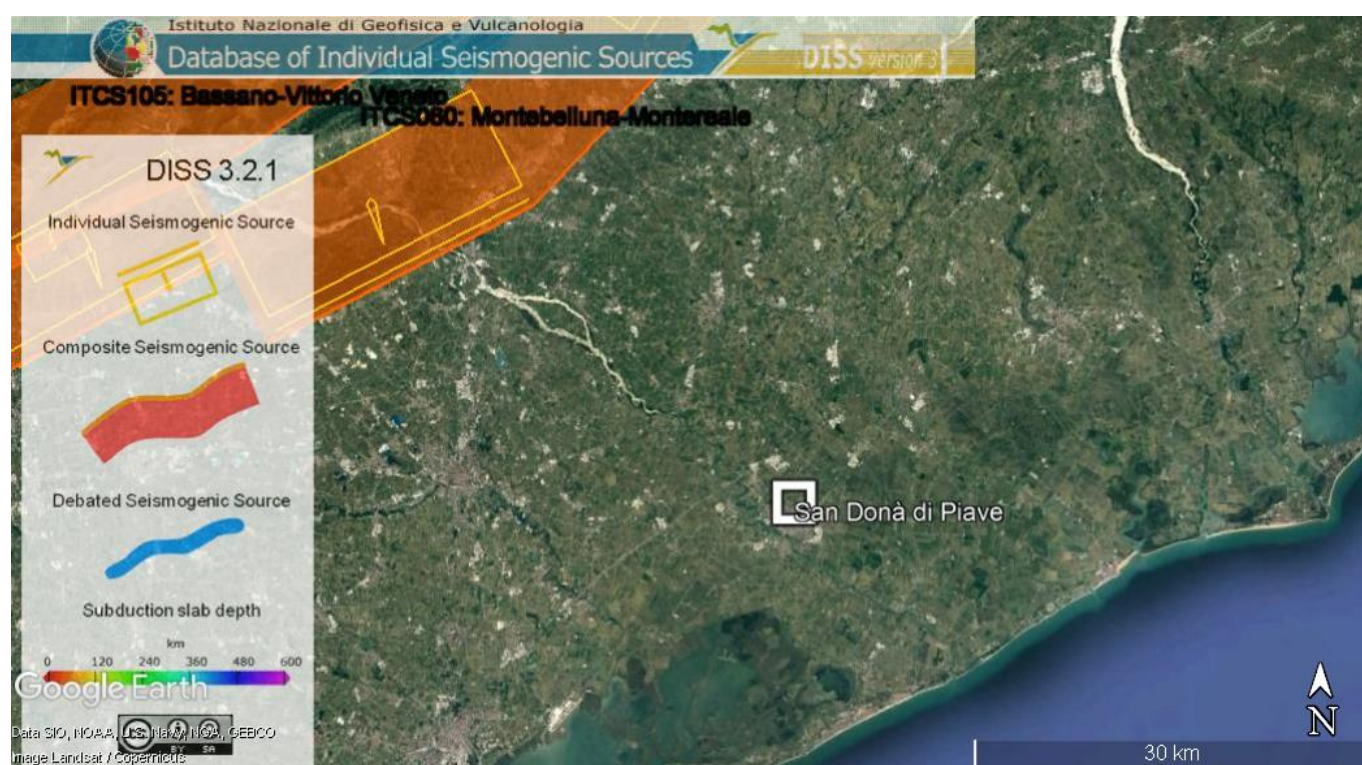 Istituto Nazionale di Geofisica e Vulcanologia
Database of Individual Seismogenic Sources
DISS version 3
ITCS105: Bassano-Vittorio Veneto
ITCS060: Montebelluna-Montereale
DISS 3.2.1
Individual Seismogenic Source
Composite Seismogenic Source
Debated Seismogenic Source
San Donà di Piave
Subduction slab depth
km
0 120 240 360 480 600
Google Earth
Data SIO, NOAA, U.S. Navy, NGA, GEBCO
Image Landsat / Copernicus
cc
BY SA
N
30 km